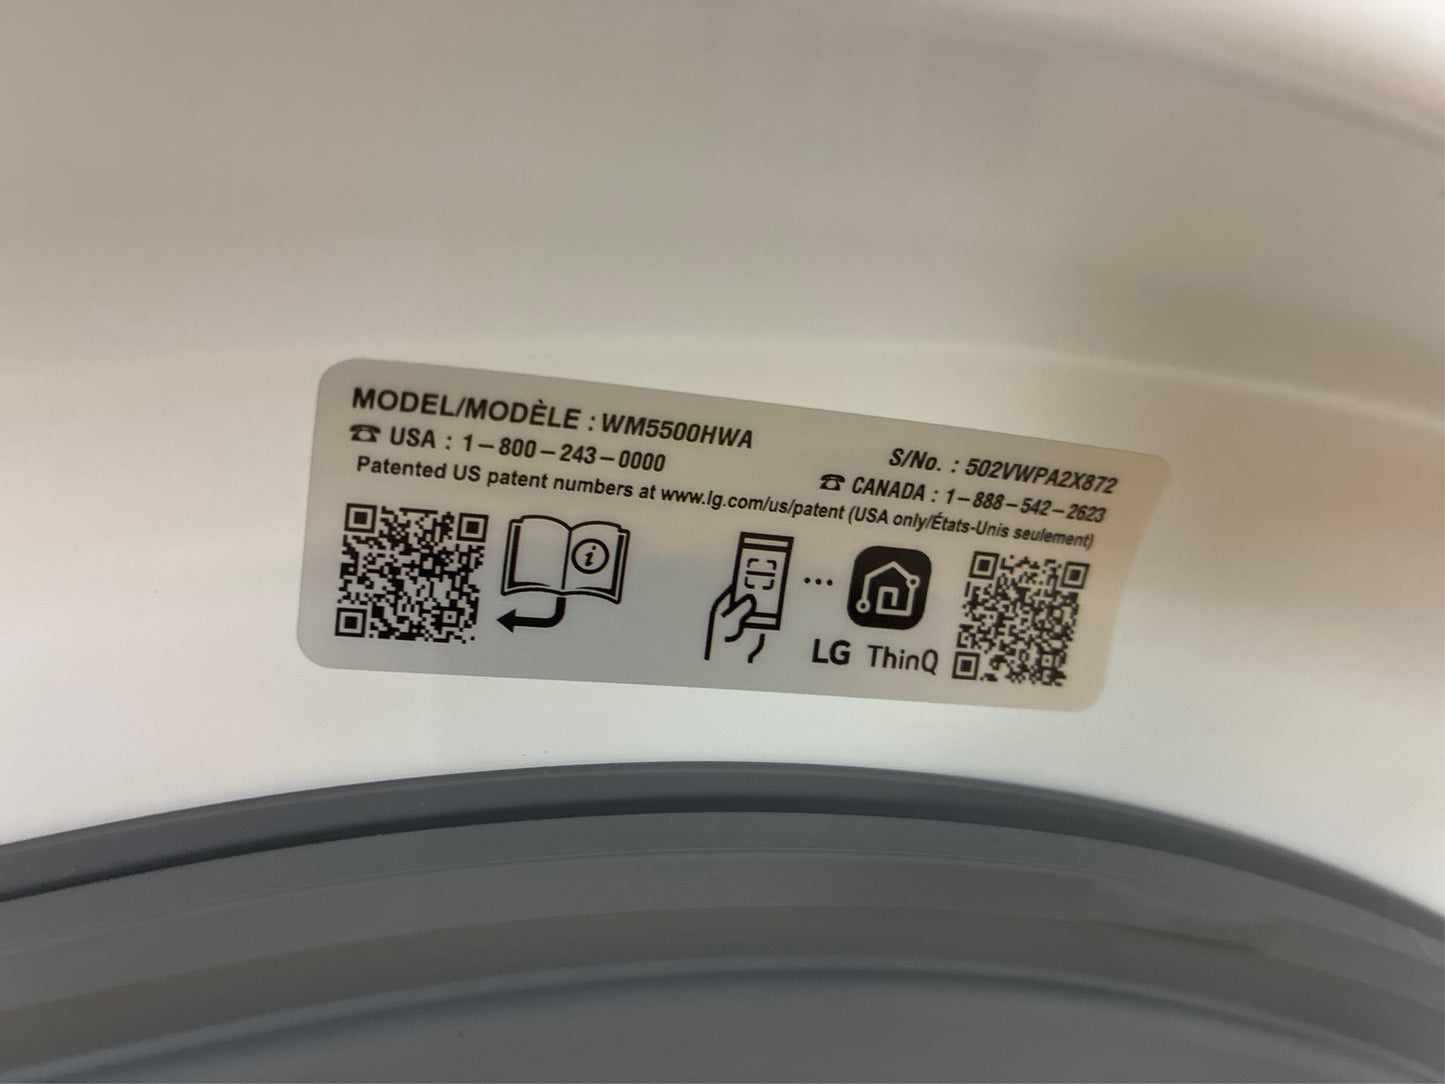 MODEL/MODÈLE : WM5500HWA
S/No. : 502VWPA2X872
☎ USA : 1-800-243-0000
☎ CANADA : 1-888-542-2623
Patented US patent numbers at www.lg.com/us/patent (USA only/États-Unis seulement)
i
LG ThinQ